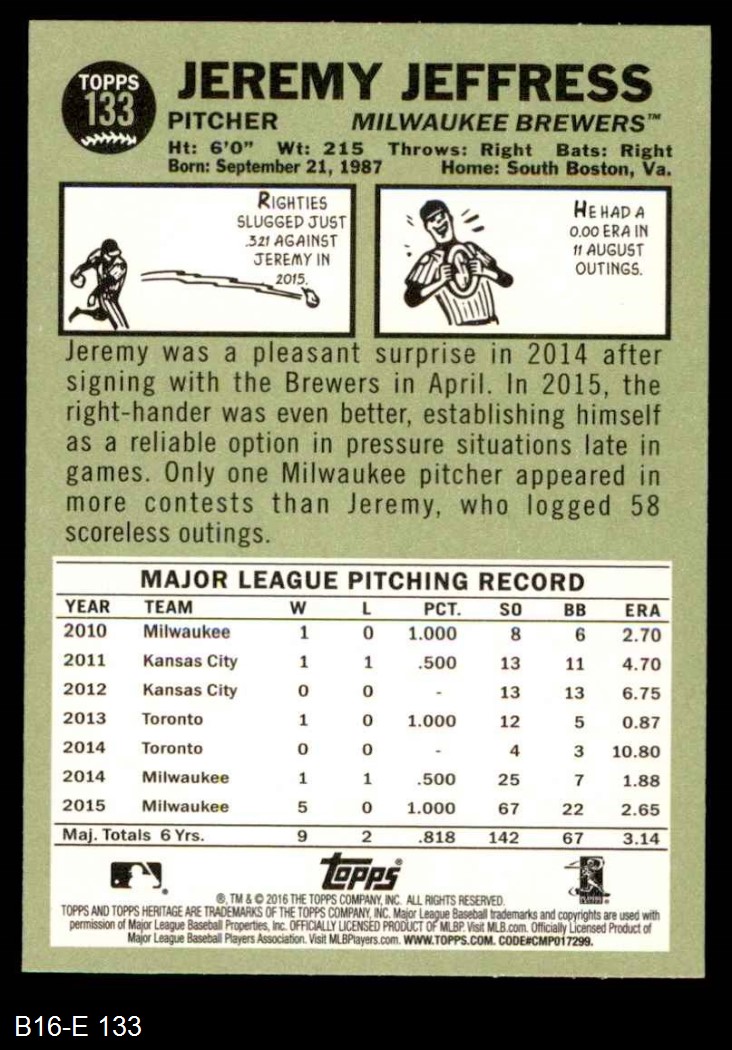 TOPPS
133
JEREMY JEFFRESS
PITCHER MILWAUKEE BREWERS™
Ht: 6'0" Wt: 215 Throws: Right Bats: Right
Born: September 21, 1987 Home: South Boston, Va.
RIGHTIES
SLUGGED JUST
.321 AGAINST
JEREMY IN
2015.
HE HAD A
0.00 ERA IN
11 AUGUST
OUTINGS.
Jeremy was a pleasant surprise in 2014 after
signing with the Brewers in April. In 2015, the
right-hander was even better, establishing himself
as a reliable option in pressure situations late in
games. Only one Milwaukee pitcher appeared in
more contests than Jeremy, who logged 58
scoreless outings.
MAJOR LEAGUE PITCHING RECORD
YEAR TEAM W L PCT. SO BB ERA
2010 Milwaukee 1 0 1.000 8 6 2.70
2011 Kansas City 1 1 .500 13 11 4.70
2012 Kansas City 0 0 - 13 13 6.75
2013 Toronto 1 0 1.000 12 5 0.87
2014 Toronto 0 0 - 4 3 10.80
2014 Milwaukee 1 1 .500 25 7 1.88
2015 Milwaukee 5 0 1.000 67 22 2.65
Maj. Totals 6 Yrs. 9 2 .818 142 67 3.14
Topps®
®, TM & © 2016 THE TOPPS COMPANY, INC. ALL RIGHTS RESERVED.
TOPPS AND TOPPS HERITAGE ARE TRADEMARKS OF THE TOPPS COMPANY, INC. Major League Baseball trademarks and copyrights are used with
permission of Major League Baseball Properties, Inc. OFFICIALLY LICENSED PRODUCT OF MLBP. Visit MLB.com. Officially Licensed Product of
Major League Baseball Players Association. Visit MLBPlayers.com. WWW.TOPPS.COM. CODE#CMP017299.
B16-E 133